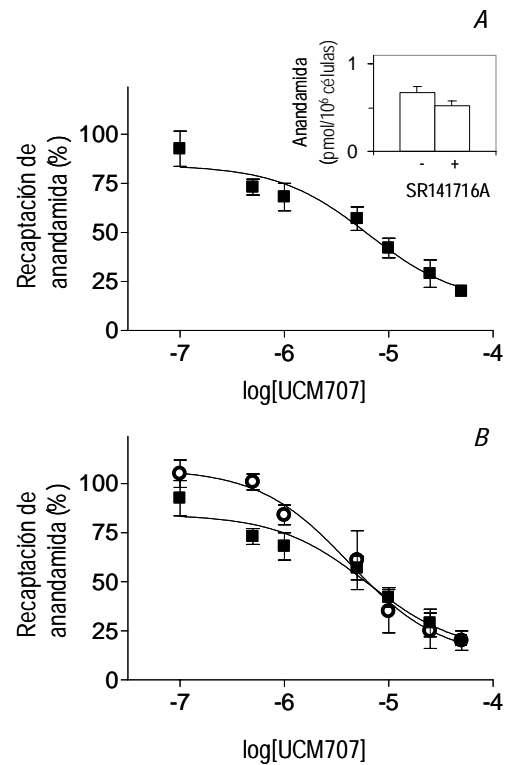 A
Anandamida
(pmol/10⁶ células)
1
0
- +
SR141716A
Recaptación de
anandamida (%)
100
75
50
25
0
-7 -6 -5 -4
log[UCM707]
B
Recaptación de
anandamida (%)
100
75
50
25
0
-7 -6 -5 -4
log[UCM707]